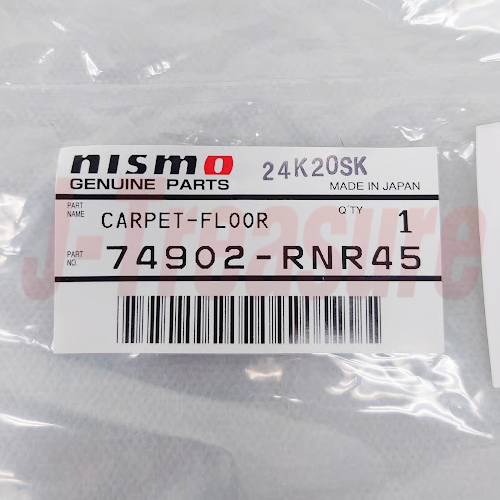 nismo 24K20SK
GENUINE PARTS MADE IN JAPAN
PART NAME CARPET-FLOOR Q'TY 1
PART NO. 74902-RNR45
J-Treasure